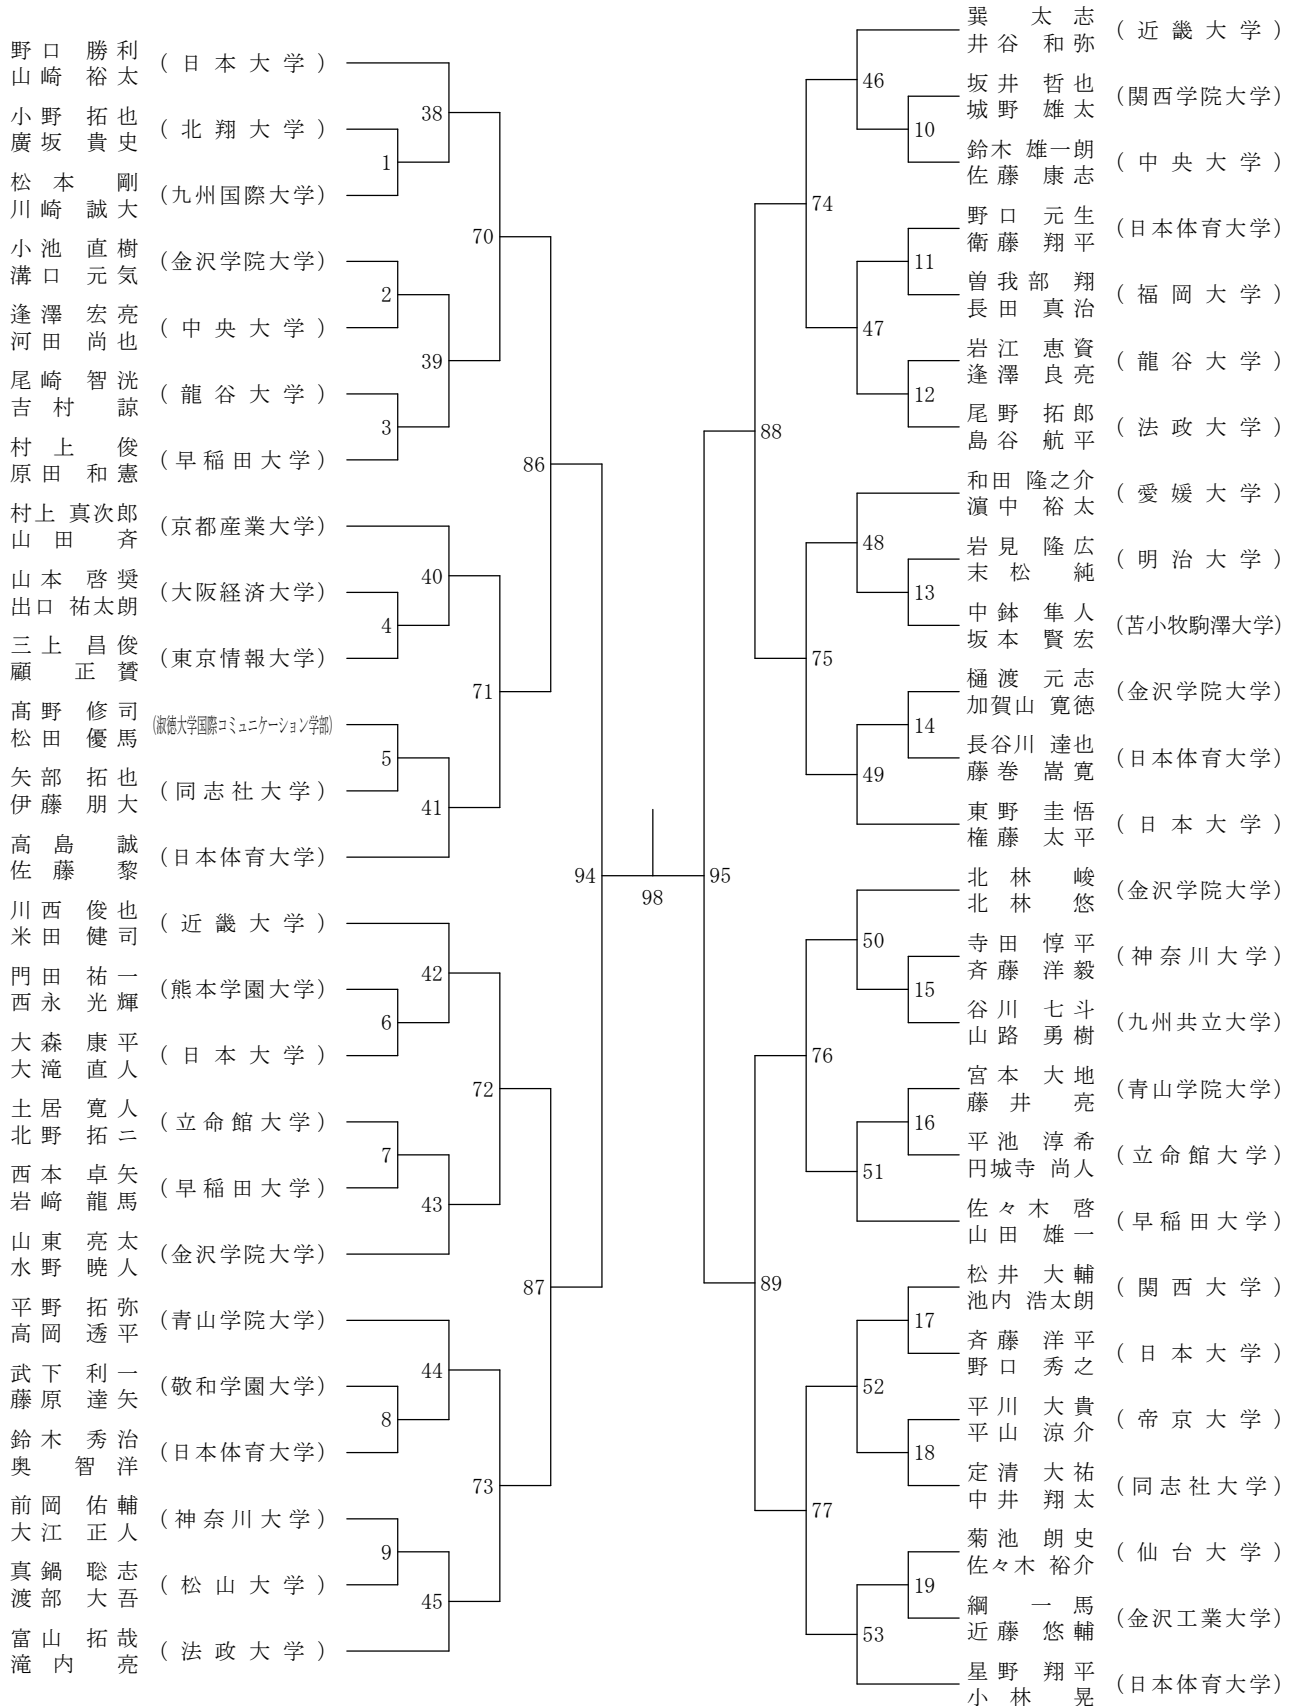 野口 勝利
山崎 裕太
(日本大学)
小野 拓也
廣坂 貴史
(北翔大学)
松本 剛
川崎 誠大
(九州国際大学)
小池 直樹
溝口 元気
(金沢学院大学)
逢澤 宏亮
河田 尚也
(中央大学)
尾崎 智洸
吉村 諒
(龍谷大学)
村上 俊
原田 和憲
(早稲田大学)
村上 真次郎
山田 斉
(京都産業大学)
山本 啓奨
出口 祐太朗
(大阪経済大学)
三上 昌俊
顧 正贇
(東京情報大学)
髙野 修司
松田 優馬
(淑徳大学国際コミュニケーション学部)
矢部 拓也
伊藤 朋大
(同志社大学)
高島 誠
佐藤 黎
(日本体育大学)
川西 俊也
米田 健司
(近畿大学)
門田 祐一
西永 光輝
(熊本学園大学)
大森 康平
大滝 直人
(日本大学)
土居 寛人
北野 拓二
(立命館大学)
西本 卓矢
岩﨑 龍馬
(早稲田大学)
山東 亮太
水野 暁人
(金沢学院大学)
平野 拓弥
高岡 透平
(青山学院大学)
武下 利一
藤原 達矢
(敬和学園大学)
鈴木 秀治
奥 智洋
(日本体育大学)
前岡 佑輔
大江 正人
(神奈川大学)
真鍋 聡志
渡部 大吾
(松山大学)
富山 拓哉
滝内 亮
(法政大学)
38
1
70
2
39
3
86
40
4
71
5
41
94
42
6
72
7
43
87
44
8
73
9
45
98
95
46
10
74
11
47
12
88
48
13
75
14
49
50
15
76
16
51
89
17
52
18
77
19
53
巽 太志
井谷 和弥
(近畿大学)
坂井 哲也
城野 雄太
(関西学院大学)
鈴木 雄一朗
佐藤 康志
(中央大学)
野口 元生
衛藤 翔平
(日本体育大学)
曽我部 翔
長田 真治
(福岡大学)
岩江 恵資
逢澤 良亮
(龍谷大学)
尾野 拓郎
島谷 航平
(法政大学)
和田 隆之介
濵中 裕太
(愛媛大学)
岩見 隆広
末松 純
(明治大学)
中鉢 隼人
坂本 賢宏
(苫小牧駒澤大学)
樋渡 元志
加賀山 寛徳
(金沢学院大学)
長谷川 達也
藤巻 嵩寛
(日本体育大学)
東野 圭悟
権藤 太平
(日本大学)
北林 峻
北林 悠
(金沢学院大学)
寺田 惇平
斉藤 洋毅
(神奈川大学)
谷川 七斗
山路 勇樹
(九州共立大学)
宮本 大地
藤井 亮
(青山学院大学)
平池 淳希
円城寺 尚人
(立命館大学)
佐々木 啓
山田 雄一
(早稲田大学)
松井 大輔
池内 浩太朗
(関西大学)
斉藤 洋平
野口 秀之
(日本大学)
平川 大貴
平山 涼介
(帝京大学)
定清 大祐
中井 翔太
(同志社大学)
菊池 朗史
佐々木 裕介
(仙台大学)
綱 一馬
近藤 悠輔
(金沢工業大学)
星野 翔平
小林 晃
(日本体育大学)